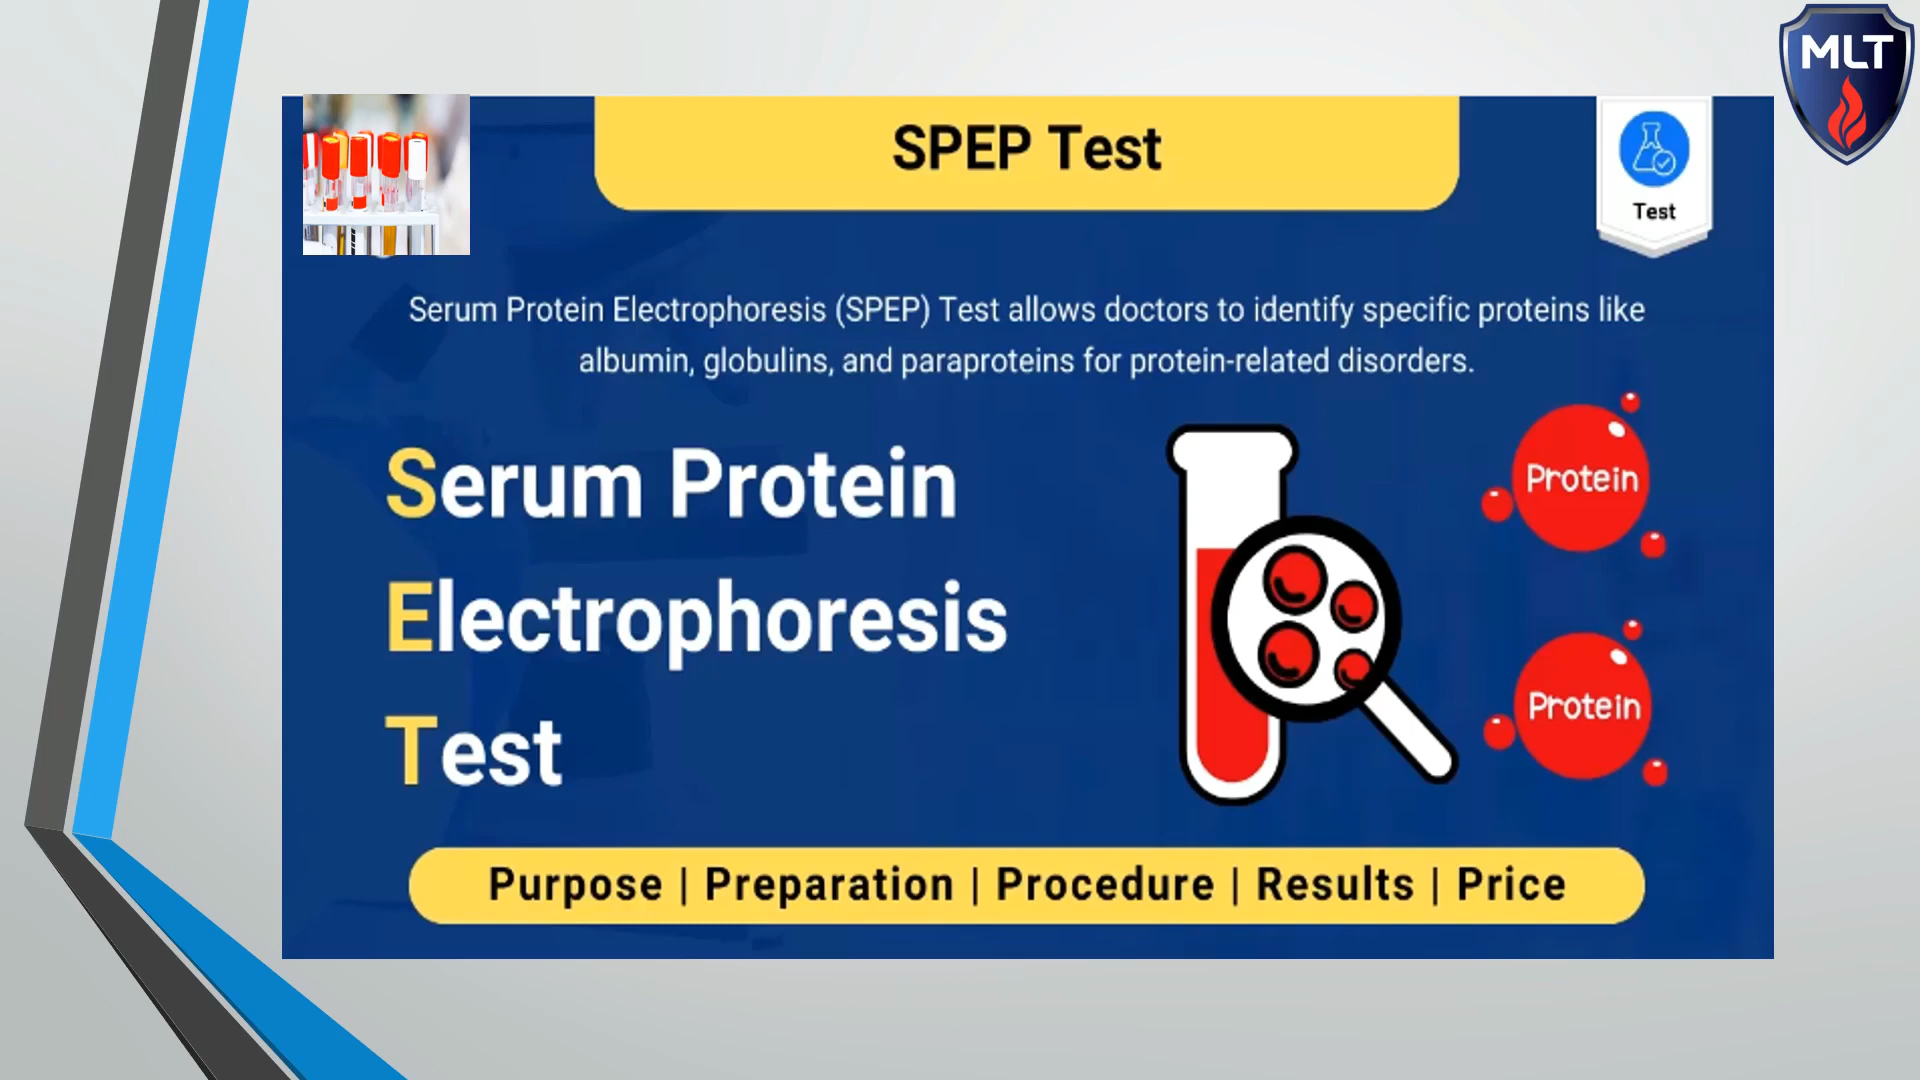 MLT
SPEP Test
Test
Serum Protein Electrophoresis (SPEP) Test allows doctors to identify specific proteins like
albumin, globulins, and paraproteins for protein-related disorders.
Serum Protein
Electrophoresis
Test
Protein
Protein
Purpose | Preparation | Procedure | Results | Price